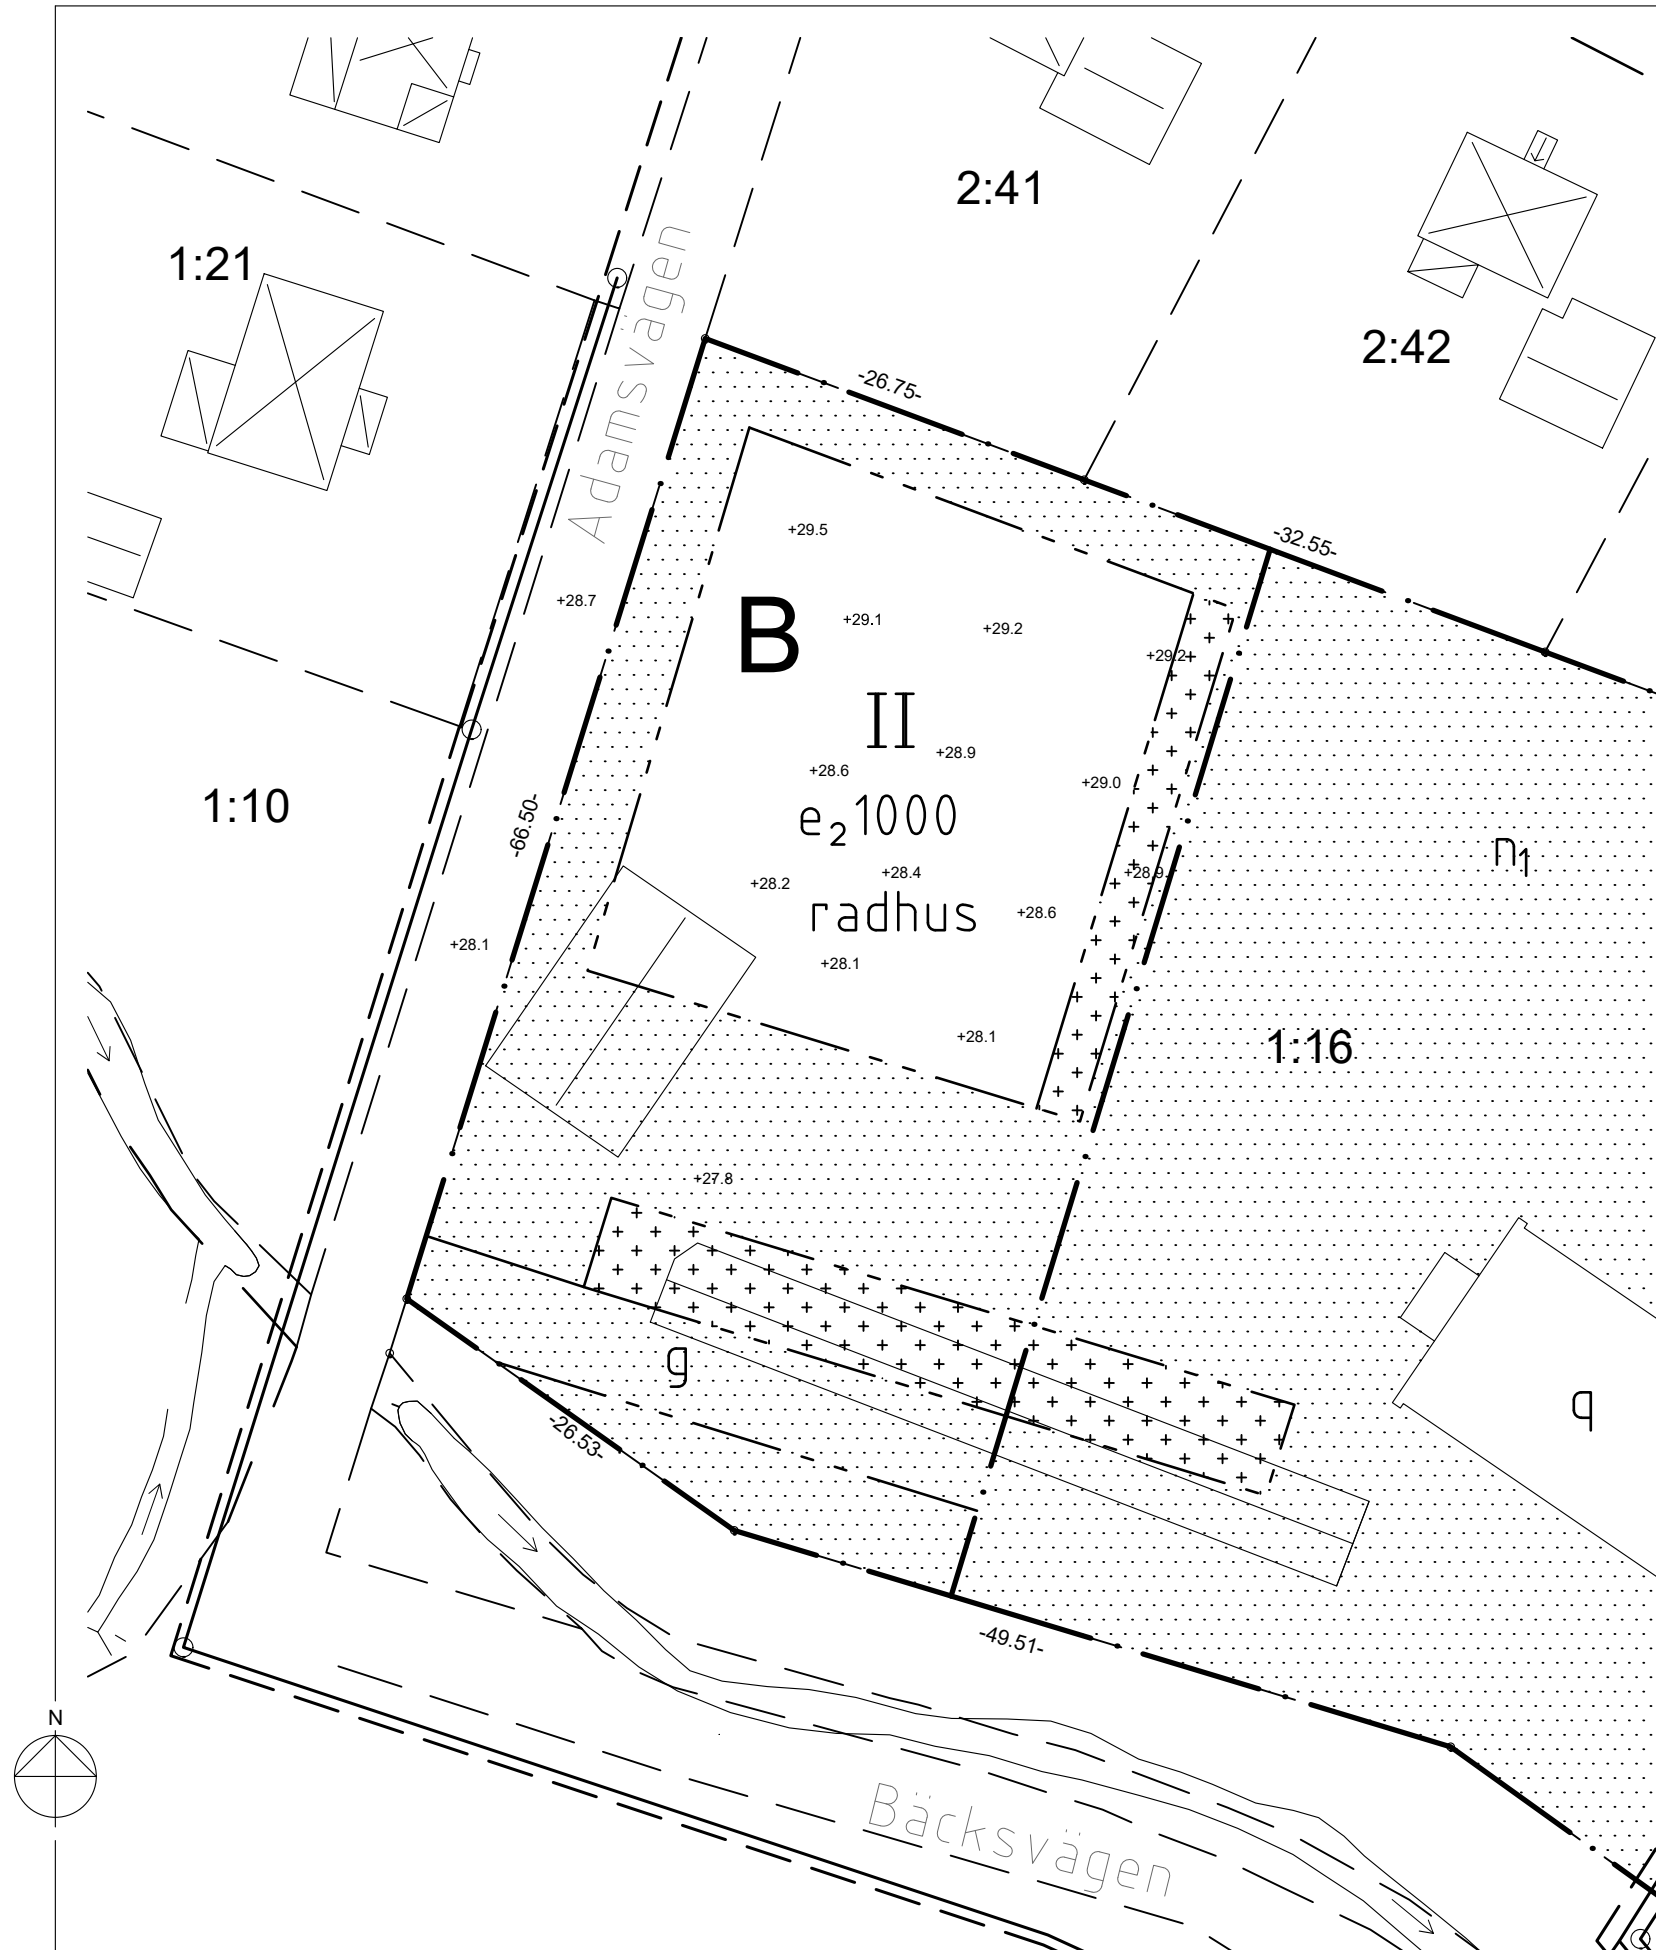 2:41
1:21
2:42
Adamsvägen
-26.75-
+29.5
-32.55-
+28.7
B
+29.1
+29.2
+29.2
II
+28.9
+28.6
+29.0
1:10
-66.50-
e₂1000
n₁
+28.4
+28.9
+28.2
radhus
+28.6
+28.1
+28.1
+28.1
1:16
+27.8
g
q
-26.53-
-49.51-
N
Bäcksvägen